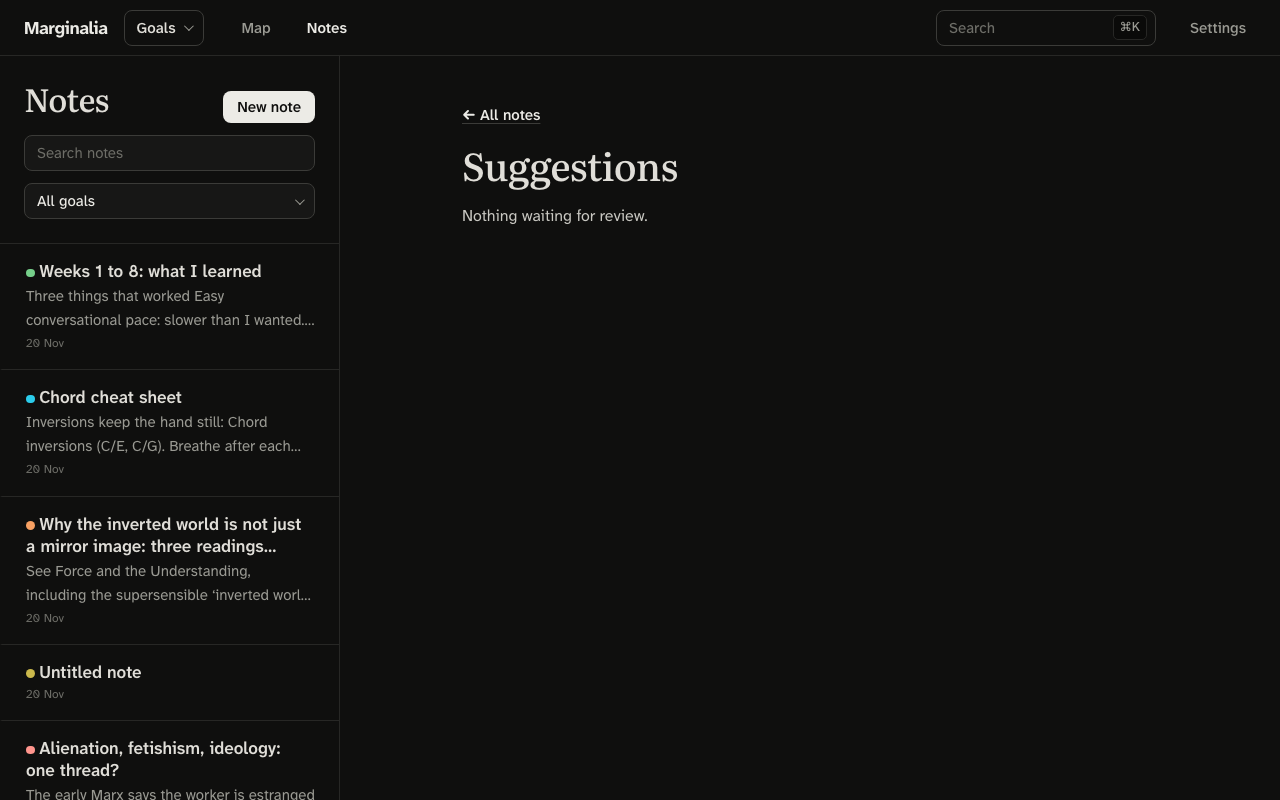 Marginalia
Goals
Map
Notes
Search
⌘K
Settings
Notes
New note
Search notes
All goals
Weeks 1 to 8: what I learned
Three things that worked Easy
conversational pace: slower than I wanted....
20 Nov
Chord cheat sheet
Inversions keep the hand still: Chord
inversions (C/E, C/G). Breathe after each...
20 Nov
Why the inverted world is not just
a mirror image: three readings...
See Force and the Understanding,
including the supersensible ‘inverted worl...
20 Nov
Untitled note
20 Nov
Alienation, fetishism, ideology:
one thread?
The early Marx says the worker is estranged
← All notes
Suggestions
Nothing waiting for review.